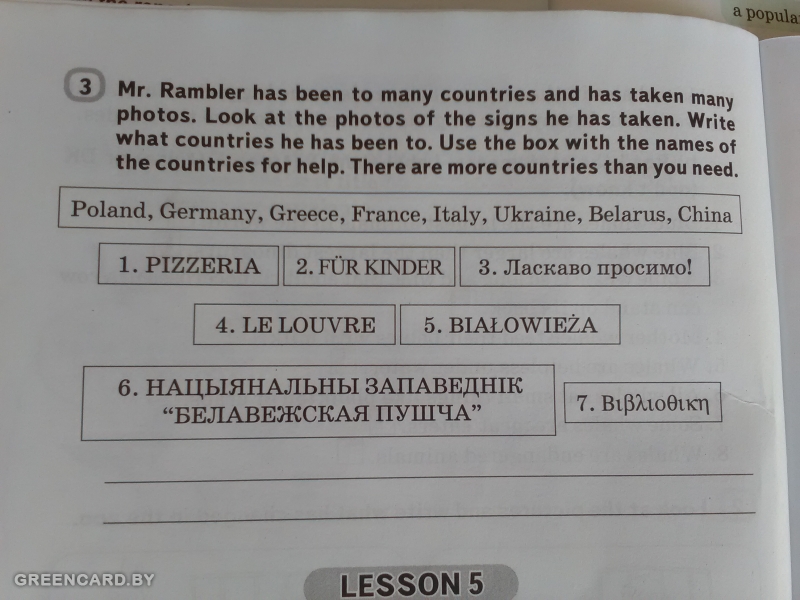 a popula
3 Mr. Rambler has been to many countries and has taken many
photos. Look at the photos of the signs he has taken. Write
what countries he has been to. Use the box with the names of
the countries for help. There are more countries than you need.
Poland, Germany, Greece, France, Italy, Ukraine, Belarus, China
1. PIZZERIA 2. FÜR KINDER 3. Ласкаво просимо!
4. LE LOUVRE 5. BIAŁOWIEŻA
6. НАЦЫЯНАЛЬНЫ ЗАПАВЕДНІК
“БЕЛАВЕЖСКАЯ ПУШЧА” 7. Βιβλιοθικη
LESSON 5
GREENCARD.BY